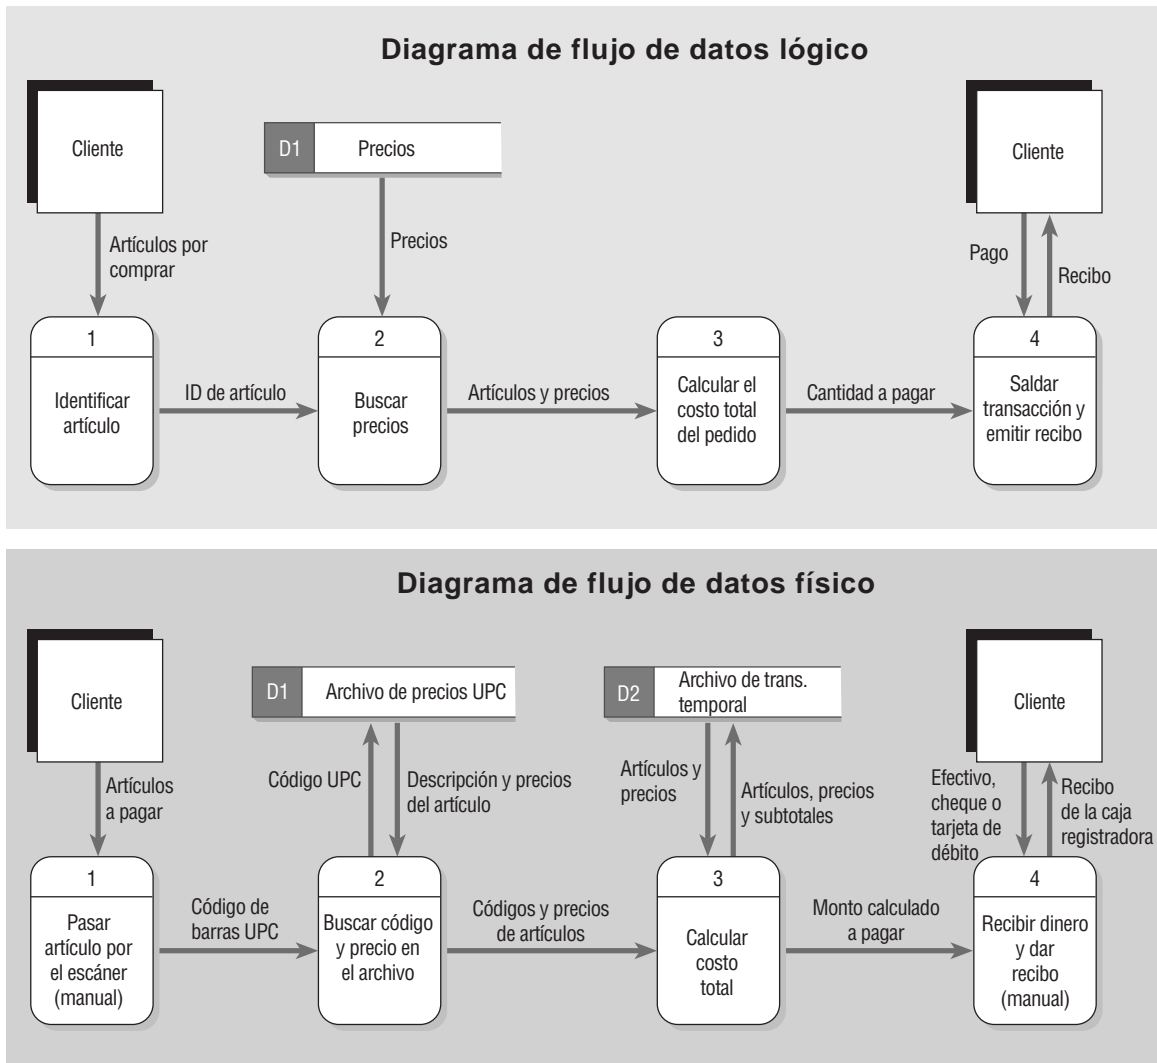 Diagrama de flujo de datos lógico
Cliente
D1
Precios
Cliente
Artículos por
comprar
Precios
Pago
Recibo
1
Identificar
artículo
ID de artículo
2
Buscar
precios
Artículos y precios
3
Calcular el
costo total
del pedido
Cantidad a pagar
4
Saldar
transacción y
emitir recibo
Diagrama de flujo de datos físico
Cliente
D1
Archivo de precios UPC
D2
Archivo de trans.
temporal
Cliente
Artículos
a pagar
Código UPC
Descripción y precios
del artículo
Artículos y
precios
Artículos, precios
y subtotales
Efectivo,
cheque o
tarjeta de
débito
Recibo
de la caja
registradora
1
Pasar
artículo por
el escáner
(manual)
Código de
barras UPC
2
Buscar código
y precio en
el archivo
Códigos y precios
de artículos
3
Calcular
costo
total
Monto calculado
a pagar
4
Recibir dinero
y dar
recibo
(manual)